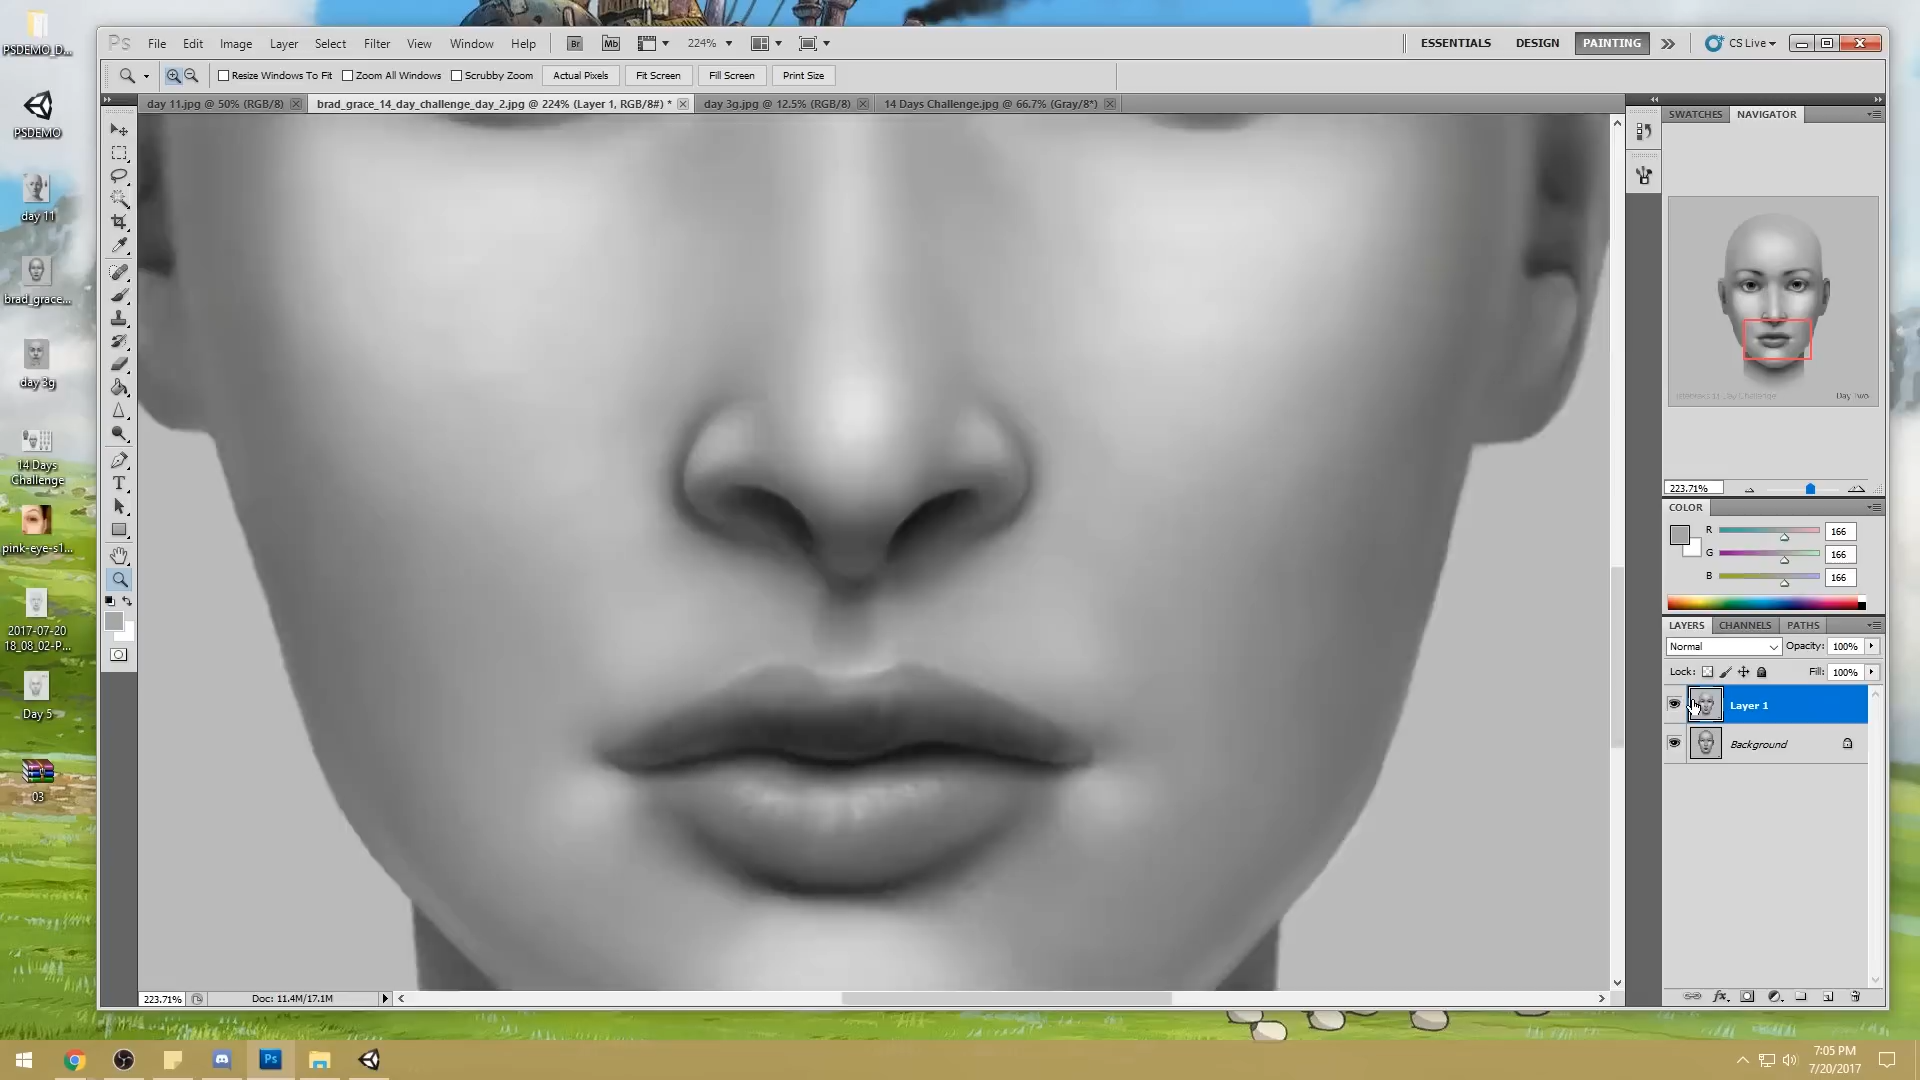 PSDEMO_D...
PSDEMO
day 11
brad_grace...
day 3g
14 Days
Challenge
pink-eye-s1...
2017-07-20
18_08_02-P...
Day 5
03
Ps
File
Edit
Image
Layer
Select
Filter
View
Window
Help
Br
Mb
224%
ESSENTIALS
DESIGN
PAINTING
CS Live
Resize Windows To Fit
Zoom All Windows
Scrubby Zoom
Actual Pixels
Fit Screen
Fill Screen
Print Size
day 11.jpg @ 50% (RGB/8)
brad_grace_14_day_challenge_day_2.jpg @ 224% (Layer 1, RGB/8#) *
day 3g.jpg @ 12.5% (RGB/8)
14 Days Challenge.jpg @ 66.7% (Gray/8*)
SWATCHES
NAVIGATOR
Day Two
223.71%
COLOR
R
166
G
166
B
166
LAYERS
CHANNELS
PATHS
Normal
Opacity:
100%
Lock:
Fill:
100%
Layer 1
Background
fx
223.71%
Doc: 11.4M/17.1M
Ps
7:05 PM
7/20/2017